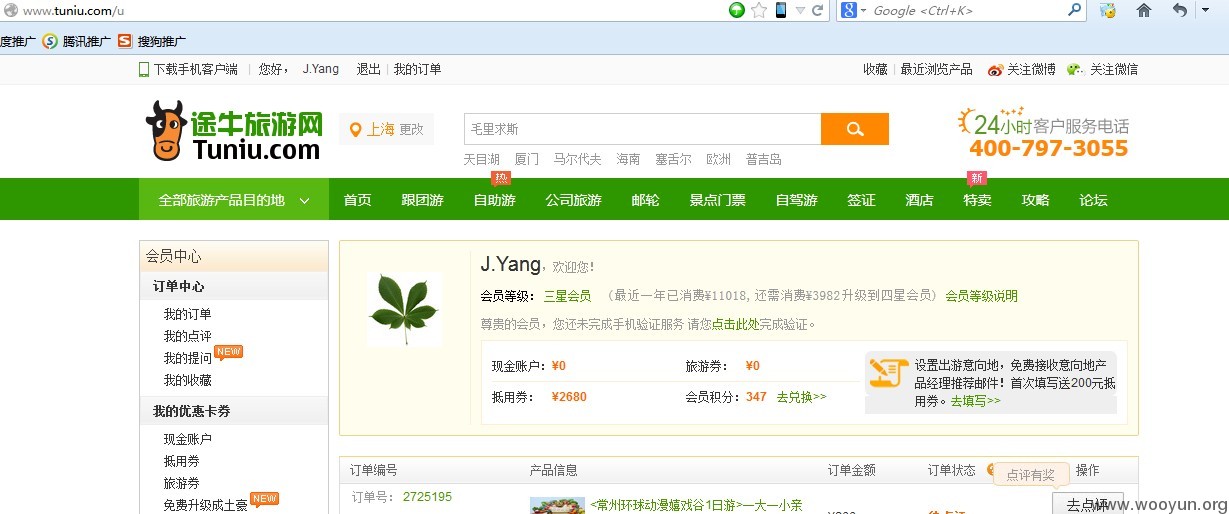 www.tuniu.com/u
Google <Ctrl+K>
度推广 腾讯推广 搜狗推广
下载手机客户端 您好， J.Yang 退出 我的订单 收藏 最近浏览产品 关注微博 关注微信
途牛旅游网
Tuniu.com
上海 更改
毛里求斯
天目湖 厦门 马尔代夫 海南 塞舌尔 欧洲 普吉岛
24小时客户服务电话
400-797-3055
热 新
全部旅游产品目的地 首页 跟团游 自助游 公司旅游 邮轮 景点门票 自驾游 签证 酒店 特卖 攻略 论坛
会员中心
订单中心
我的订单
我的点评
我的提问 NEW
我的收藏
我的优惠卡券
现金账户
抵用券
旅游券
免费升级成土豪 NEW
J.Yang，欢迎您！
会员等级：三星会员 （最近一年已消费¥11018, 还需消费¥3982升级到四星会员） 会员等级说明
尊贵的会员，您还未完成手机验证服务 请您点击此处完成验证。
现金账户：¥0 旅游券： ¥0
抵用券： ¥2680 会员积分：347 去兑换>>
设置出游意向地，免费接收意向地产
品经理推荐邮件！首次填写送200元抵
用券。去填写>>
订单编号 产品信息 订单金额 订单状态 点评有奖 操作
订单号： 2725195
<常州环球动漫嬉戏谷1日游>一大一小亲
去点评
www.wooyun.org